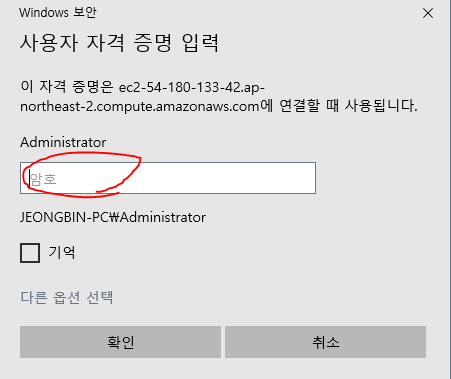 Windows 보안
사용자 자격 증명 입력
이 자격 증명은 ec2-54-180-133-42.ap-
northeast-2.compute.amazonaws.com에 연결할 때 사용됩니다.
Administrator
암호
JEONGBIN-PC₩Administrator
기억
다른 옵션 선택
확인
취소